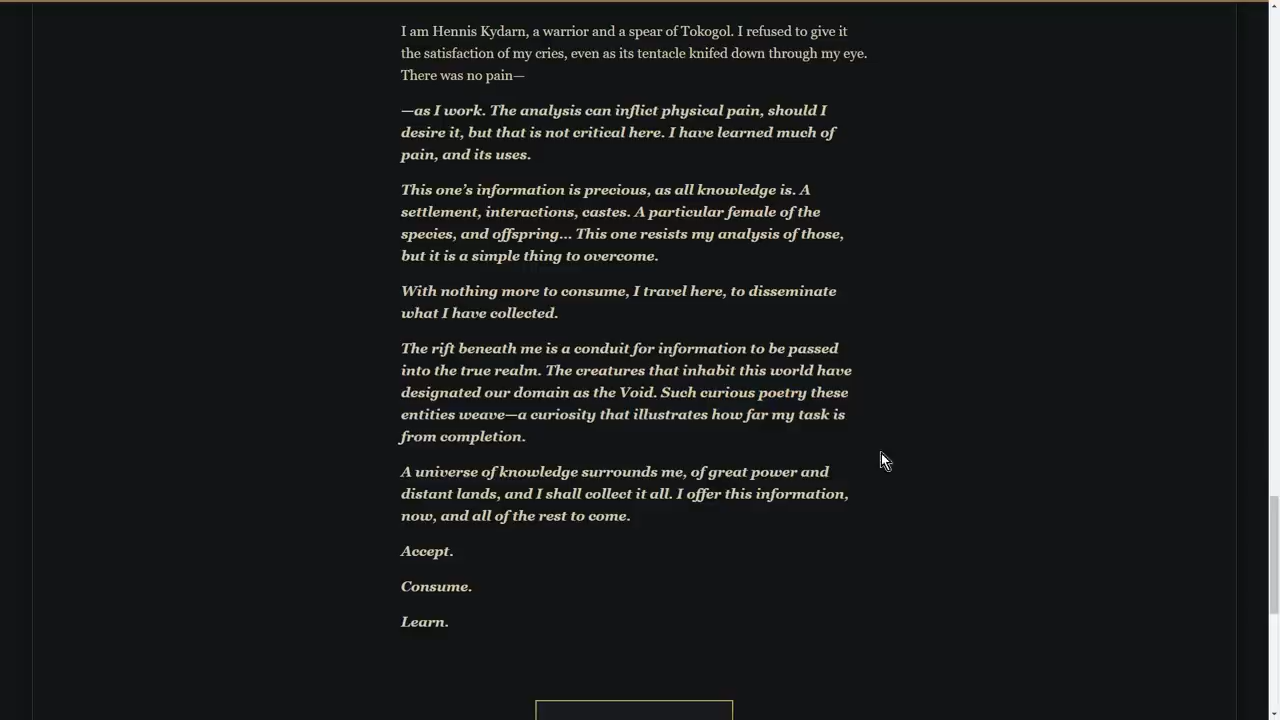 I am Hennis Kydarn, a warrior and a spear of Tokogol. I refused to give it
the satisfaction of my cries, even as its tentacle knifed down through my eye.
There was no pain—
—as I work. The analysis can inflict physical pain, should I
desire it, but that is not critical here. I have learned much of
pain, and its uses.
This one’s information is precious, as all knowledge is. A
settlement, interactions, castes. A particular female of the
species, and offspring… This one resists my analysis of those,
but it is a simple thing to overcome.
With nothing more to consume, I travel here, to disseminate
what I have collected.
The rift beneath me is a conduit for information to be passed
into the true realm. The creatures that inhabit this world have
designated our domain as the Void. Such curious poetry these
entities weave—a curiosity that illustrates how far my task is
from completion.
A universe of knowledge surrounds me, of great power and
distant lands, and I shall collect it all. I offer this information,
now, and all of the rest to come.
Accept.
Consume.
Learn.